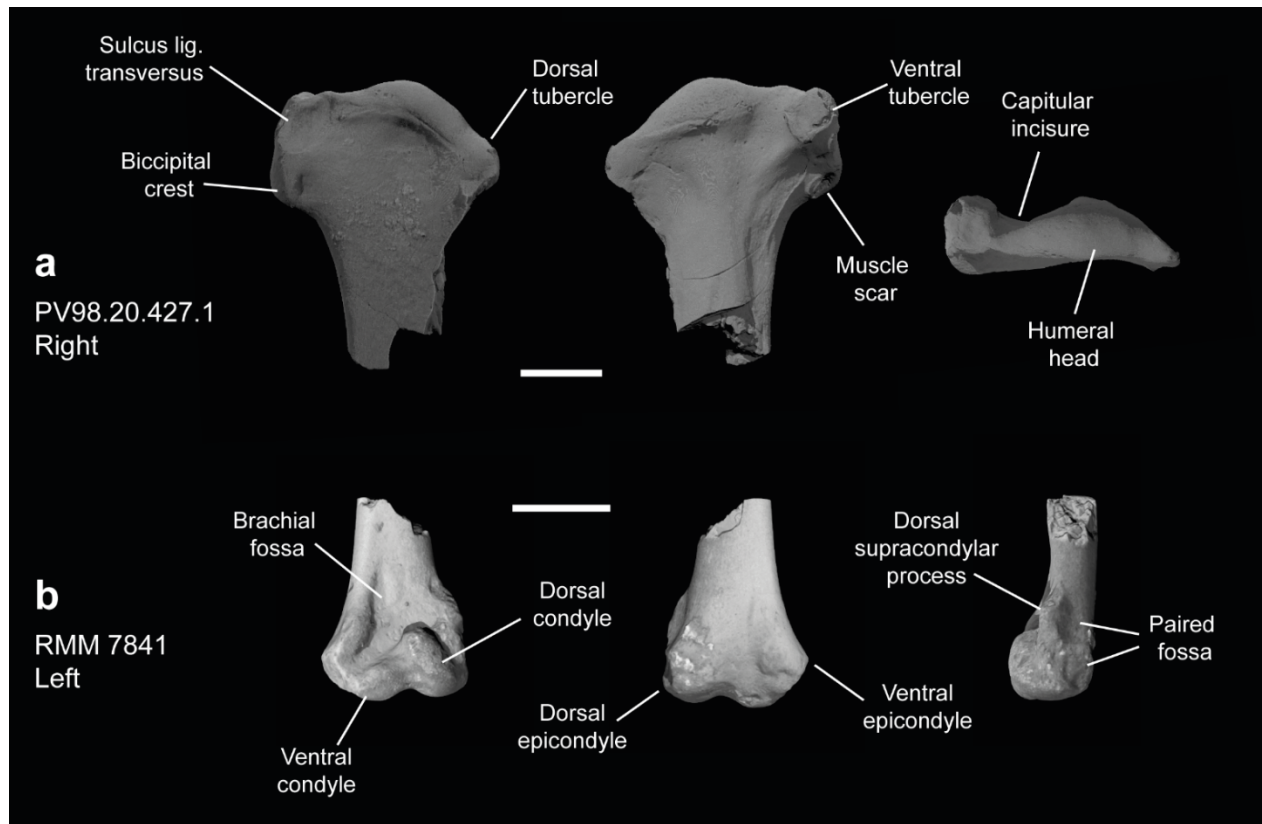 Sulcus lig.
transversus
Dorsal
tubercle
Ventral
tubercle
Capitular
incisure
Biccipital
crest
a
PV98.20.427.1
Right
Muscle
scar
Humeral
head
Brachial
fossa
Dorsal
condyle
Dorsal
supracondylar
process
b
RMM 7841
Left
Paired
fossa
Ventral
condyle
Dorsal
epicondyle
Ventral
epicondyle